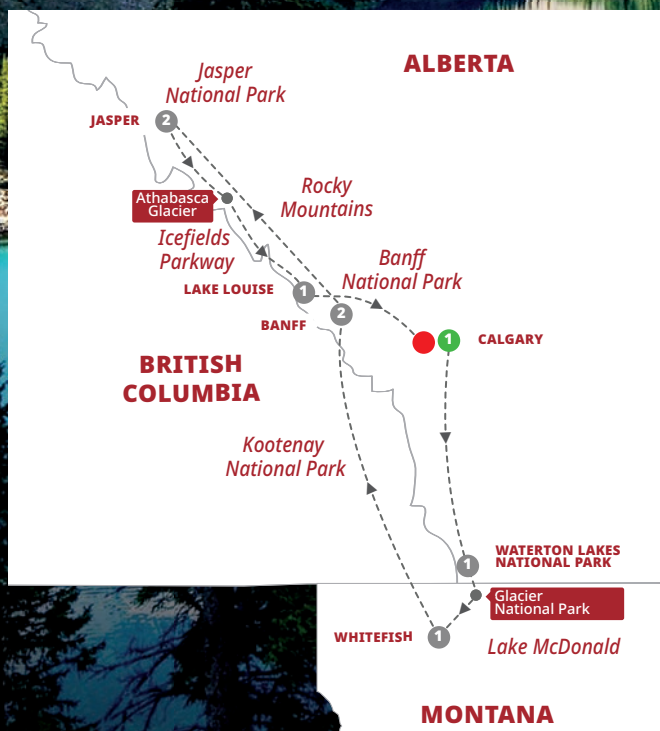 ALBERTA
Jasper
National Park
JASPER
2
Athabasca
Glacier
Rocky
Mountains
Icefields
Parkway
Banff
National Park
LAKE LOUISE
1
2
BANFF
1
CALGARY
BRITISH
COLUMBIA
Kootenay
National Park
WATERTON LAKES
NATIONAL PARK
1
Glacier
National Park
WHITEFISH
1
Lake McDonald
MONTANA